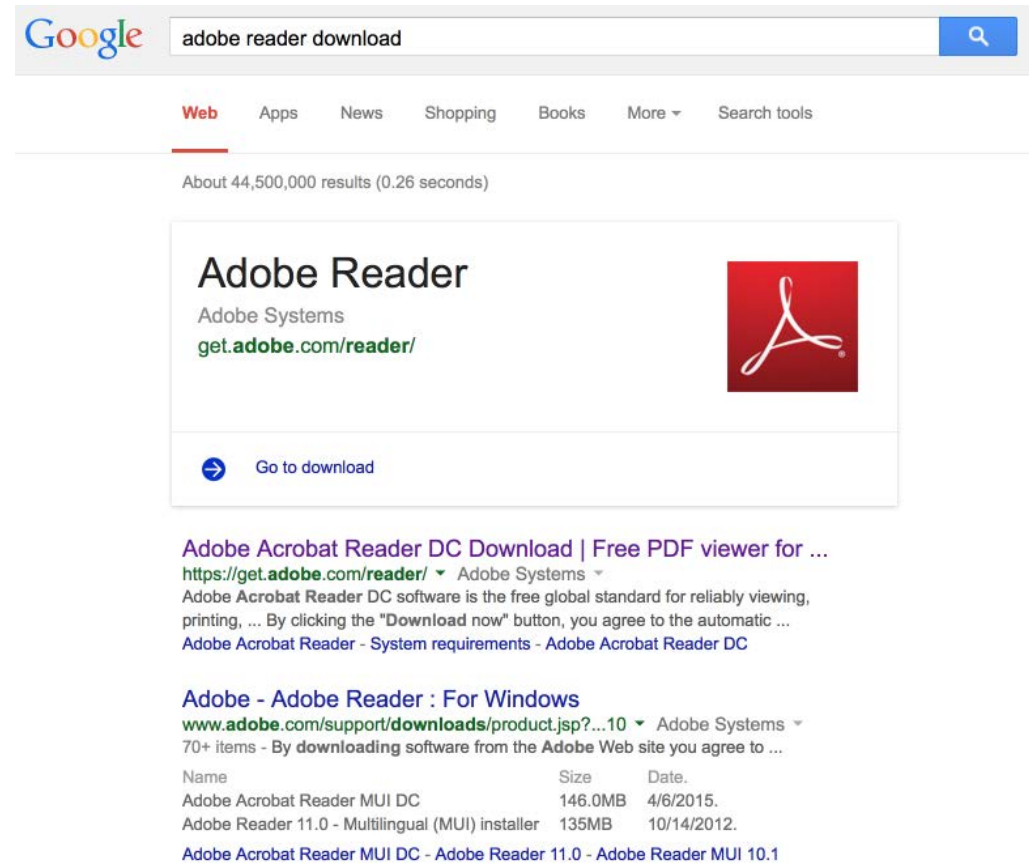 Google
adobe reader download
Web Apps News Shopping Books More Search tools
About 44,500,000 results (0.26 seconds)
Adobe Reader
Adobe Systems
get.adobe.com/reader/
Go to download
Adobe Acrobat Reader DC Download | Free PDF viewer for ...
https://get.adobe.com/reader/ Adobe Systems
Adobe Acrobat Reader DC software is the free global standard for reliably viewing,
printing, ... By clicking the "Download now" button, you agree to the automatic ...
Adobe Acrobat Reader - System requirements - Adobe Acrobat Reader DC
Adobe - Adobe Reader : For Windows
www.adobe.com/support/downloads/product.jsp?...10 Adobe Systems
70+ items - By downloading software from the Adobe Web site you agree to ...
Name Size Date.
Adobe Acrobat Reader MUI DC 146.0MB 4/6/2015.
Adobe Reader 11.0 - Multilingual (MUI) installer 135MB 10/14/2012.
Adobe Acrobat Reader MUI DC - Adobe Reader 11.0 - Adobe Reader MUI 10.1